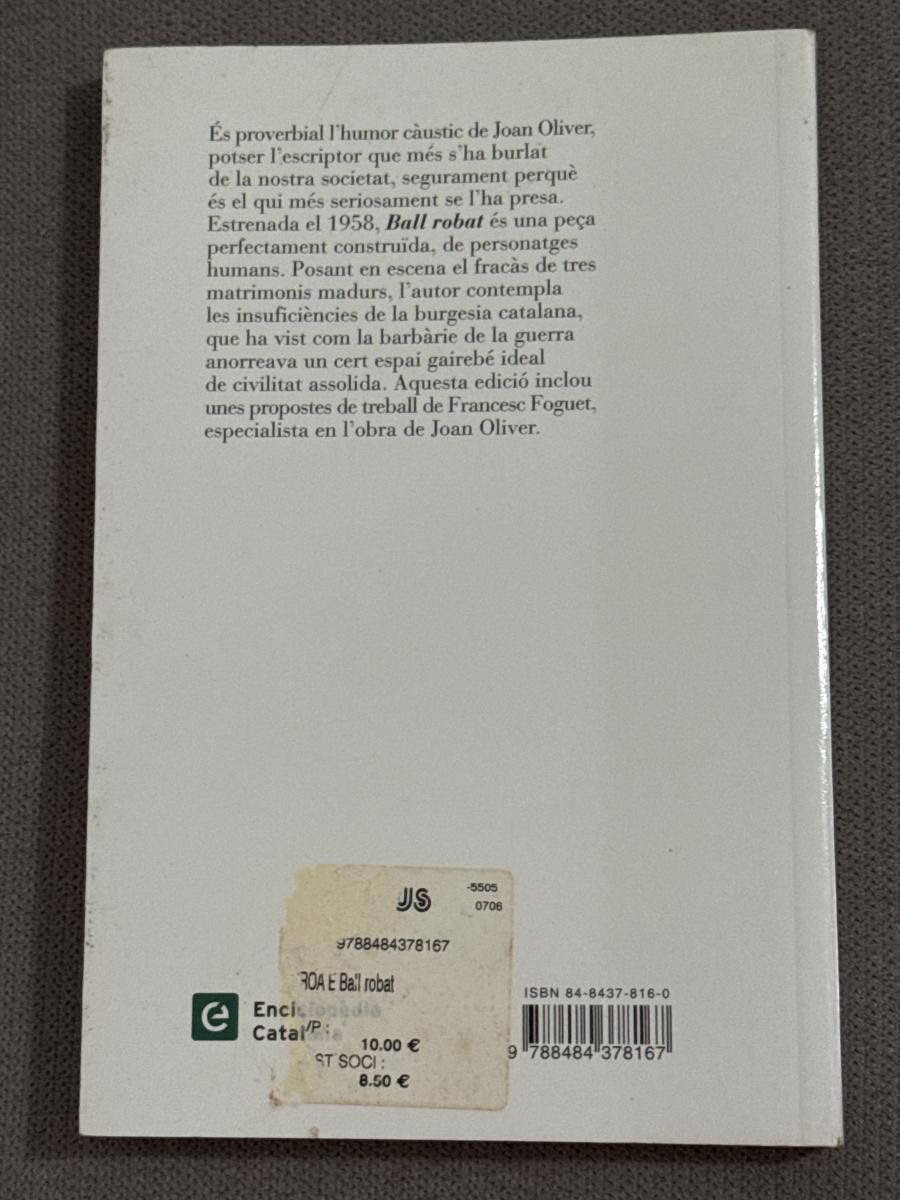 És proverbial l'humor càustic de Joan Oliver,
potser l'escriptor que més s'ha burlat
de la nostra societat, segurament perquè
és el qui més seriosament se l'ha presa.
Estrenada el 1958, Ball robat és una peça
perfectament construïda, de personatges
humans. Posant en escena el fracàs de tres
matrimonis madurs, l'autor contempla
les insuficiències de la burgesia catalana,
que ha vist com la barbàrie de la guerra
anorreava un cert espai gairebé ideal
de civilitat assolida. Aquesta edició inclou
unes propostes de treball de Francesc Foguet,
especialista en l'obra de Joan Oliver.
-5505
0706
9788484378167
ROA E Ball robat
10.00 €
ST SOCI :
8.50 €
Enciclopèdia
Catalana
ISBN 84-8437-816-0
9 788484 378167